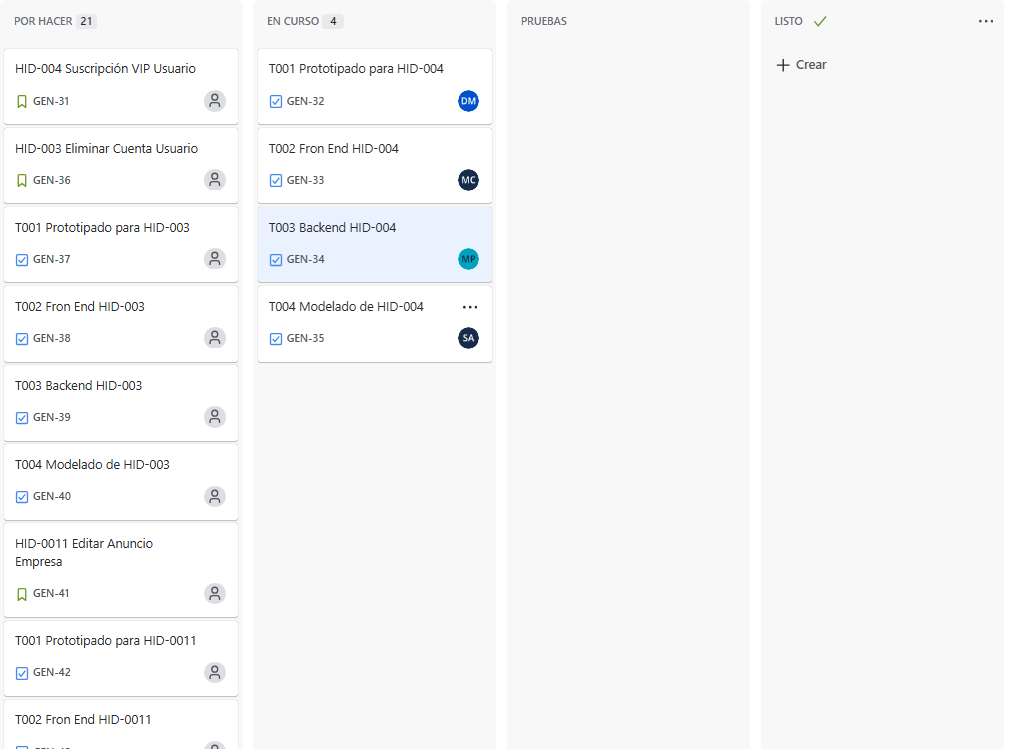 POR HACER 21
HID-004 Suscripción VIP Usuario
GEN-31
HID-003 Eliminar Cuenta Usuario
GEN-36
T001 Prototipado para HID-003
GEN-37
T002 Fron End HID-003
GEN-38
T003 Backend HID-003
GEN-39
T004 Modelado de HID-003
GEN-40
HID-0011 Editar Anuncio
Empresa
GEN-41
T001 Prototipado para HID-0011
GEN-42
T002 Fron End HID-0011
EN CURSO 4
T001 Prototipado para HID-004
GEN-32 DM
T002 Fron End HID-004
GEN-33 MC
T003 Backend HID-004
GEN-34 MP
T004 Modelado de HID-004
GEN-35 SA
PRUEBAS
LISTO
Crear